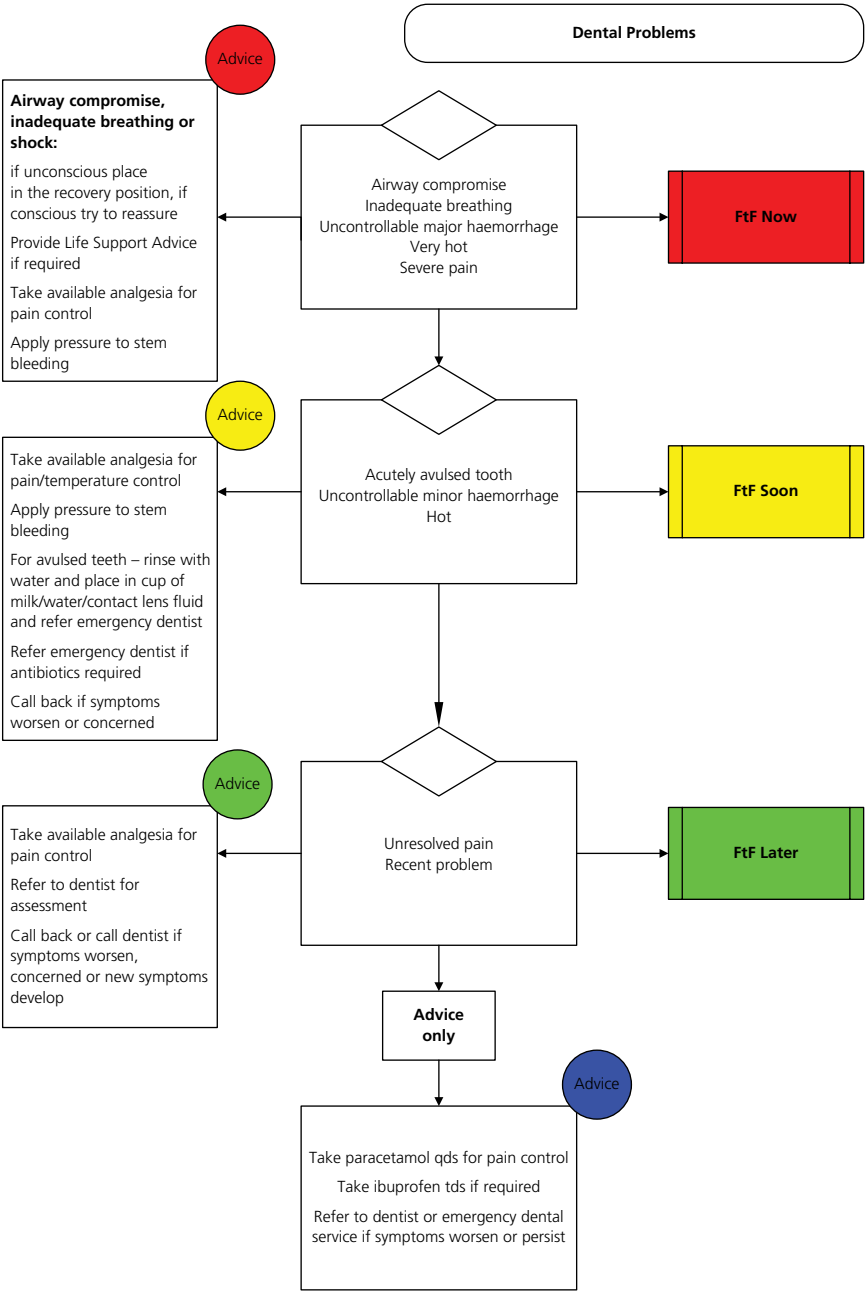 Dental Problems
Advice
Airway compromise,
inadequate breathing or
shock:
if unconscious place
in the recovery position, if
conscious try to reassure
Provide Life Support Advice
if required
Take available analgesia for
pain control
Apply pressure to stem
bleeding
Airway compromise
Inadequate breathing
Uncontrollable major haemorrhage
Very hot
Severe pain
FtF Now
Advice
Take available analgesia for
pain/temperature control
Apply pressure to stem
bleeding
For avulsed teeth – rinse with
water and place in cup of
milk/water/contact lens fluid
and refer emergency dentist
Refer emergency dentist if
antibiotics required
Call back if symptoms
worsen or concerned
Acutely avulsed tooth
Uncontrollable minor haemorrhage
Hot
FtF Soon
Advice
Take available analgesia for
pain control
Refer to dentist for
assessment
Call back or call dentist if
symptoms worsen,
concerned or new symptoms
develop
Unresolved pain
Recent problem
FtF Later
Advice
only
Advice
Take paracetamol qds for pain control
Take ibuprofen tds if required
Refer to dentist or emergency dental
service if symptoms worsen or persist